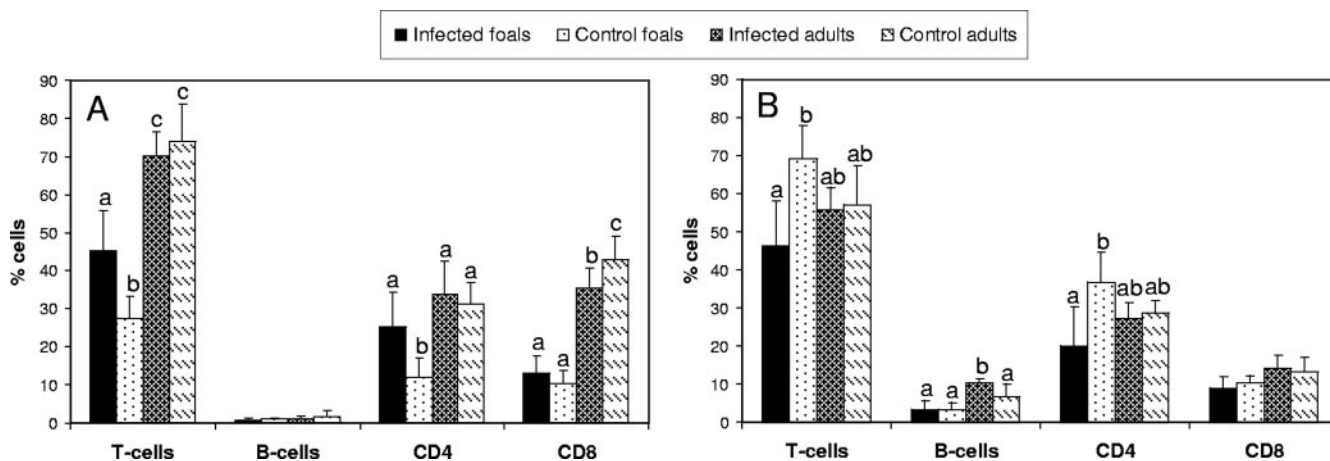 Infected foals Control foals Infected adults Control adults
A
% cells
90
80
70
60
50
40
30
20
10
0
a b c c
a b a a
a a b c
T-cells B-cells CD4 CD8
B
% cells
90
80
70
60
50
40
30
20
10
0
a b ab ab
a a b a
a b ab ab
T-cells B-cells CD4 CD8